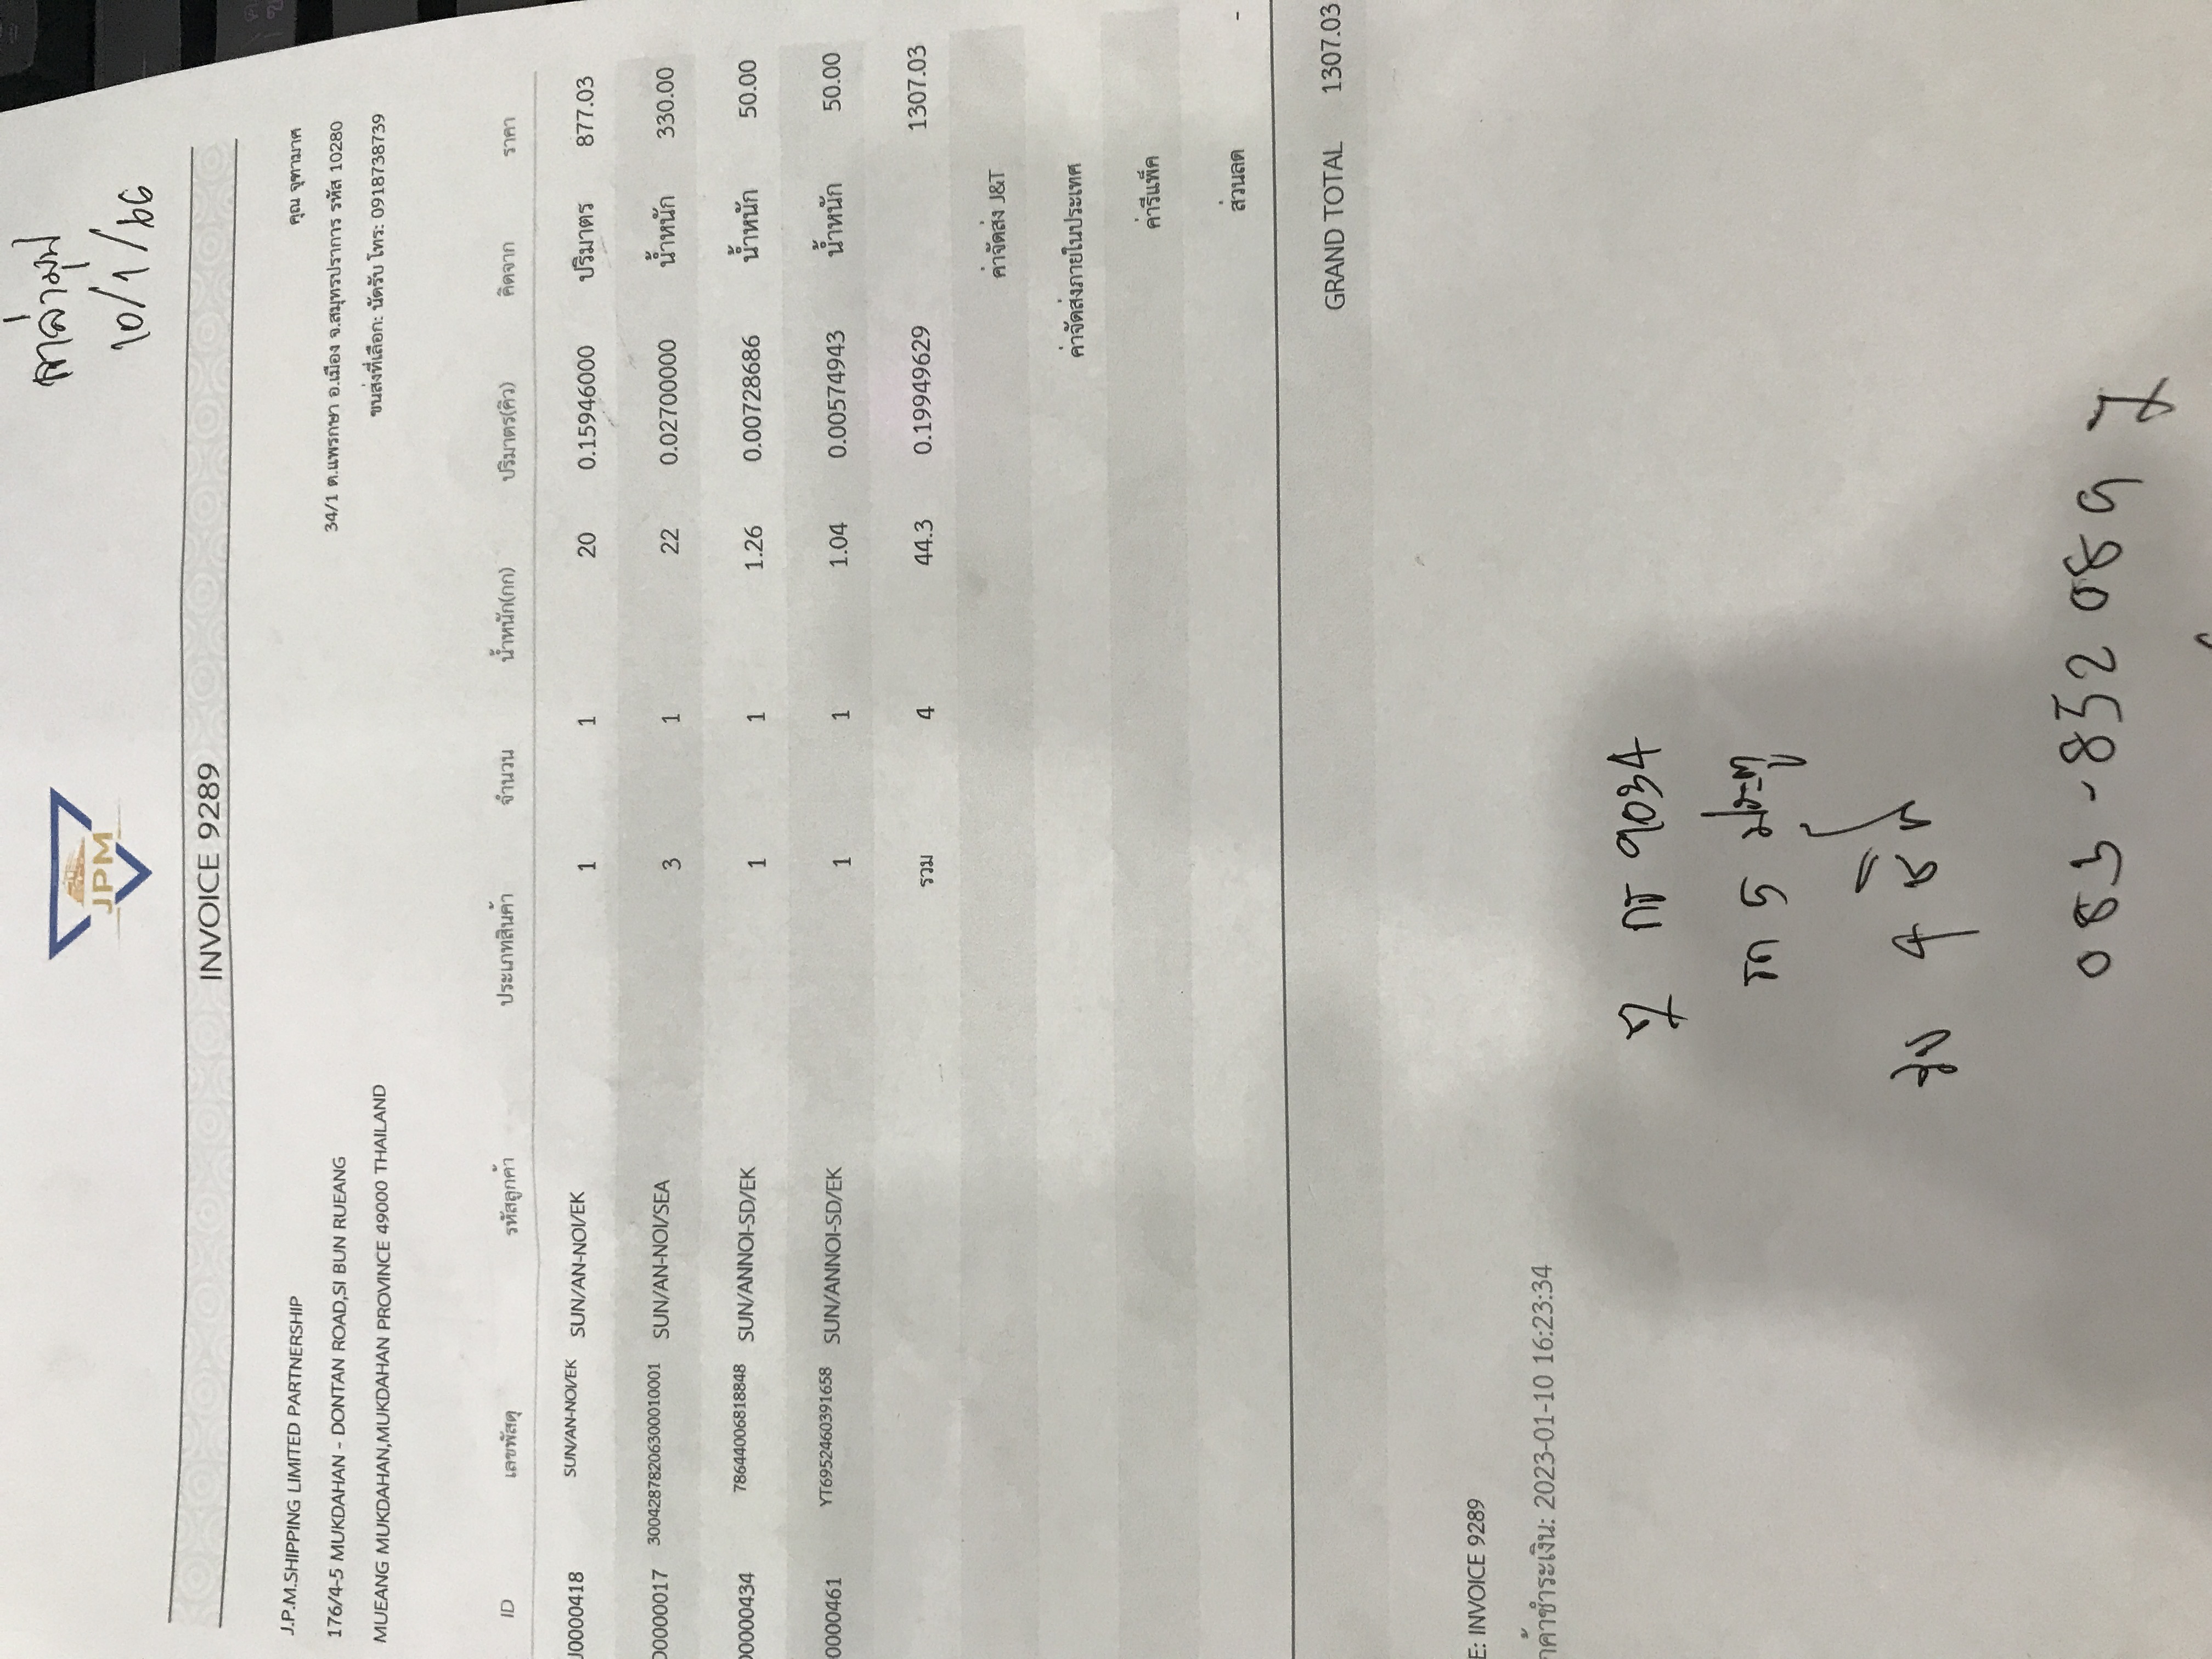 JPM
10/1/66
INVOICE 9289
J.P.M.SHIPPING LIMITED PARTNERSHIP
176/4-5 MUKDAHAN - DONTAN ROAD,SI BUN RUEANG
MUEANG MUKDAHAN,MUKDAHAN PROVINCE 49000 THAILAND
คุณ จุฑามาศ
34/1 ต.แพรกษา อ.เมือง จ.สมุทรปราการ รหัส 10280
ขนส่งที่เลือก: นัดรับ โทร: 0918738739
ID เลขพัสดุ รหัสลูกค้า ประเภทสินค้า จำนวน น้ำหนัก(กก) ปริมาตร(คิว) คิดจาก ราคา
0000418 SUN/AN-NOI/EK SUN/AN-NOI/EK 1 1 20 0.15946000 ปริมาตร 877.03
0000017 30042878206300010001 SUN/AN-NOI/SEA 3 1 22 0.02700000 น้ำหนัก 330.00
0000434 78644006818848 SUN/ANNOI-SD/EK 1 1 1.26 0.00728686 น้ำหนัก 50.00
0000461 YT6952460391658 SUN/ANNOI-SD/EK 1 1 1.04 0.00574943 น้ำหนัก 50.00
รวม 4 44.3 0.19949629 1307.03
ค่าจัดส่ง J&T
ค่าจัดส่งภายในประเทศ
ค่ารีแพ็ค
ส่วนลด -
GRAND TOTAL 1307.03
E: INVOICE 9289
กค้าชำระเงิน: 2023-01-10 16:23:34
7 กร 9034
รถ 5 ประตู
รับ 4 ชิ้น
083-852 089 7